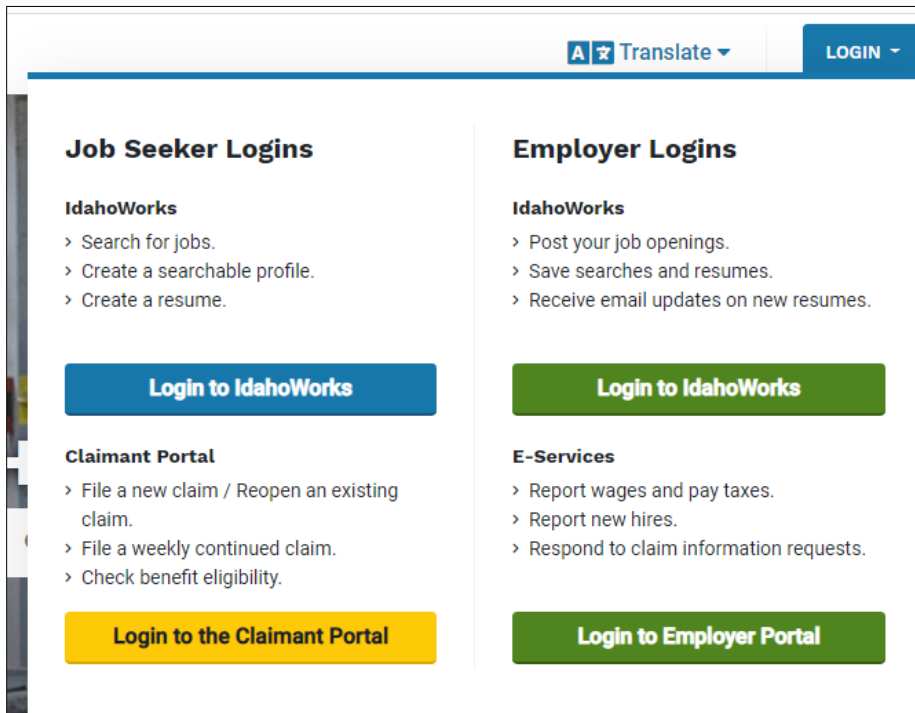 A Translate
LOGIN
Job Seeker Logins
IdahoWorks
› Search for jobs.
› Create a searchable profile.
› Create a resume.
Login to IdahoWorks
Claimant Portal
› File a new claim / Reopen an existing
claim.
› File a weekly continued claim.
› Check benefit eligibility.
Login to the Claimant Portal
Employer Logins
IdahoWorks
› Post your job openings.
› Save searches and resumes.
› Receive email updates on new resumes.
Login to IdahoWorks
E-Services
› Report wages and pay taxes.
› Report new hires.
› Respond to claim information requests.
Login to Employer Portal